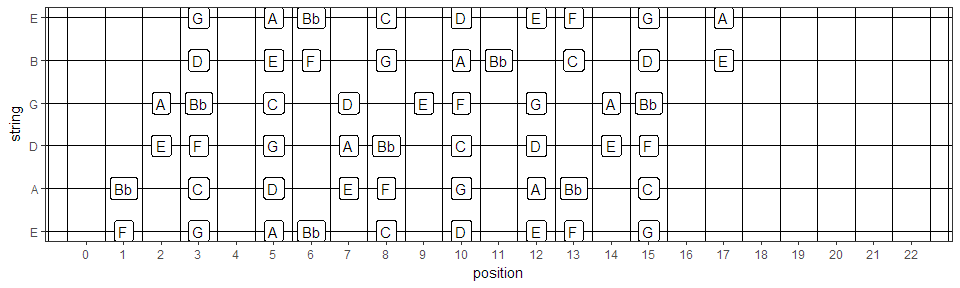 E G A Bb C D E F G A
B D E F G A Bb C D E
G A Bb C D E F G A Bb
D E F G A Bb C D E F
A Bb C D E F G A Bb C
E F G A Bb C D E F G
0 1 2 3 4 5 6 7 8 9 10 11 12 13 14 15 16 17 18 19 20 21 22
position
string